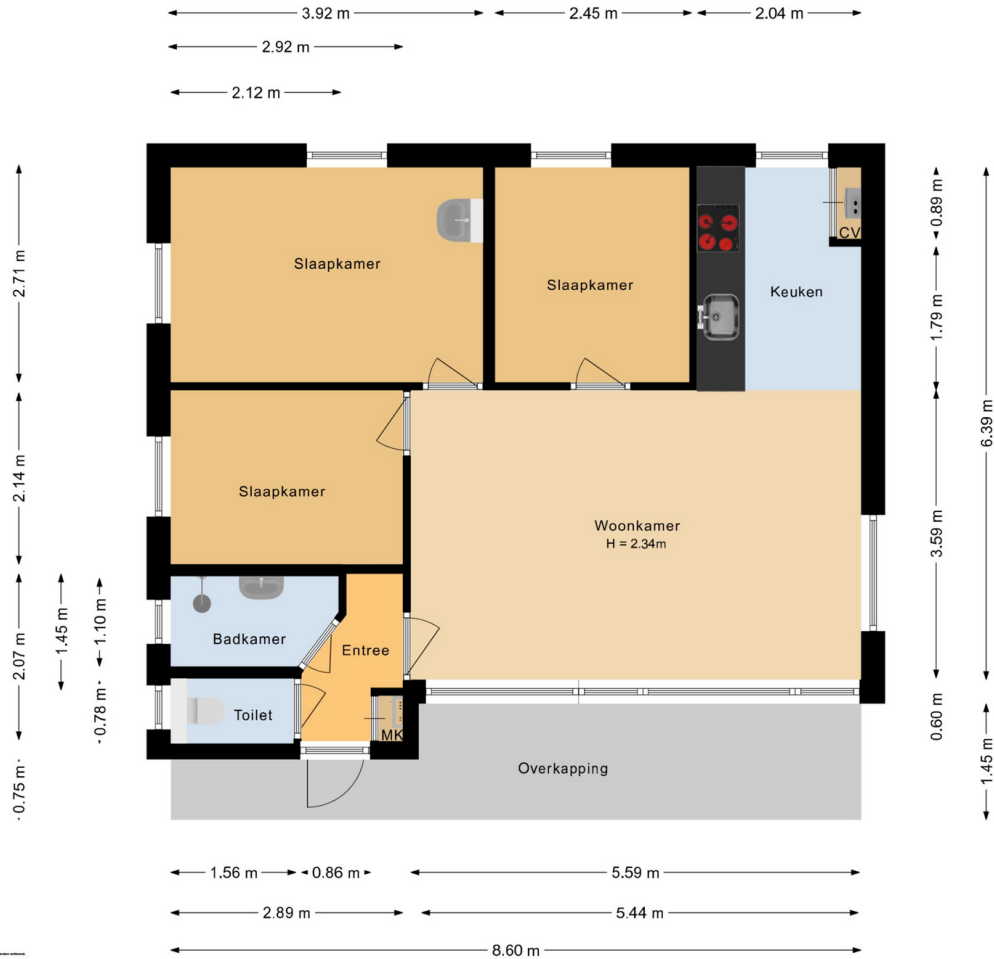 3.92 m
2.45 m
2.04 m
2.92 m
2.12 m
2.71 m
2.14 m
2.07 m
0.75 m
1.45 m
1.10 m
0.78 m
Slaapkamer
Slaapkamer
Keuken
CV
Slaapkamer
Woonkamer
H = 2.34m
Badkamer
Entree
Toilet
MK
Overkapping
0.89 m
1.79 m
3.59 m
0.60 m
6.39 m
1.45 m
1.56 m
0.86 m
5.59 m
2.89 m
5.44 m
8.60 m